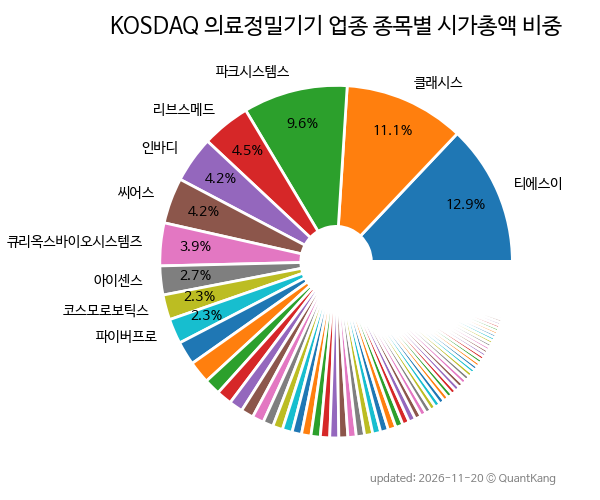 KOSDAQ 의료정밀기기 업종 종목별 시가총액 비중
티에스이
12.9%
클래시스
11.1%
파크시스템스
9.6%
리브스메드
4.5%
인바디
4.2%
씨어스
4.2%
큐리옥스바이오시스템즈
3.9%
아이센스
2.7%
코스모로보틱스
2.3%
파이버프로
2.3%
updated: 2026-11-20 © QuantKang